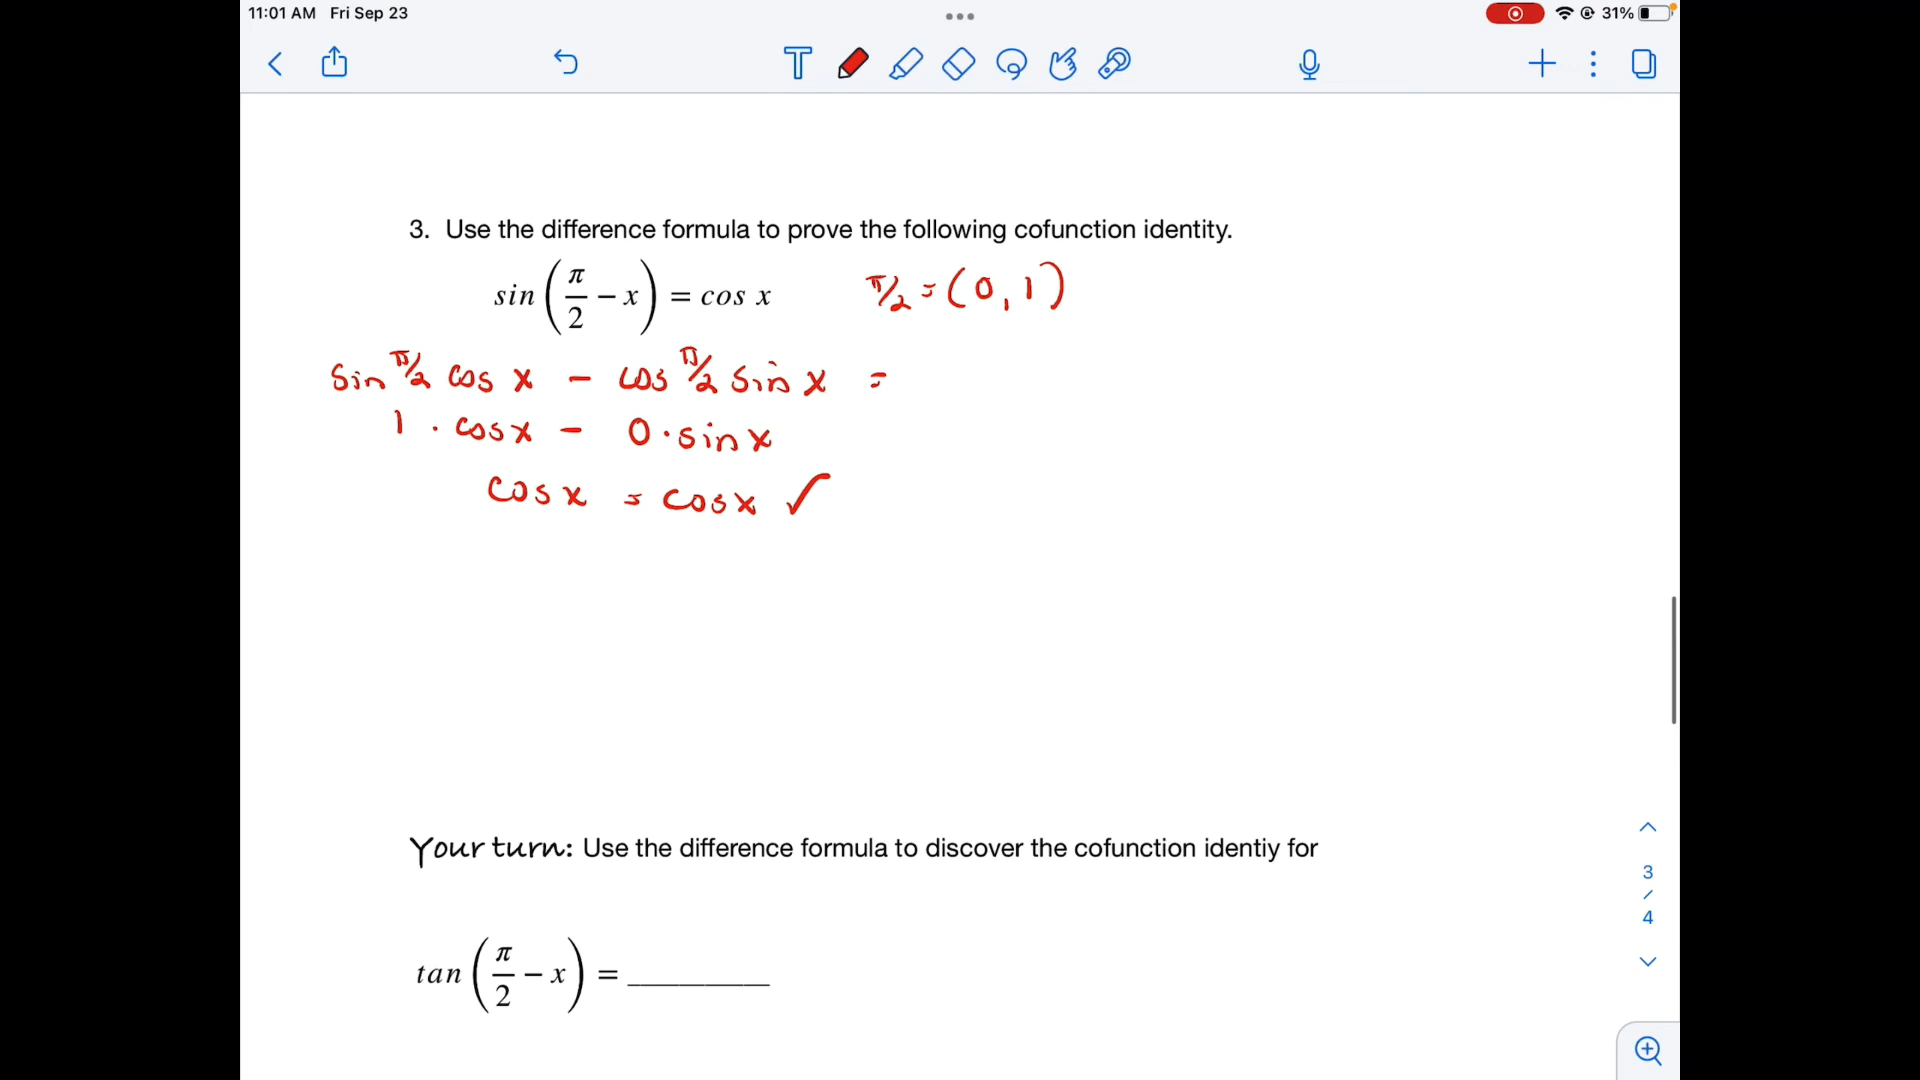 11:01 AM Fri Sep 23
31%
3. Use the difference formula to prove the following cofunction identity.
sin(π/2 − x) = cos x
π/2 = (0, 1)
sin π/2 cos x − cos π/2 sin x =
1 · cos x − 0 · sin x
cos x = cos x ✓
Your turn: Use the difference formula to discover the cofunction identiy for
tan(π/2 − x) = __________
3
/
4